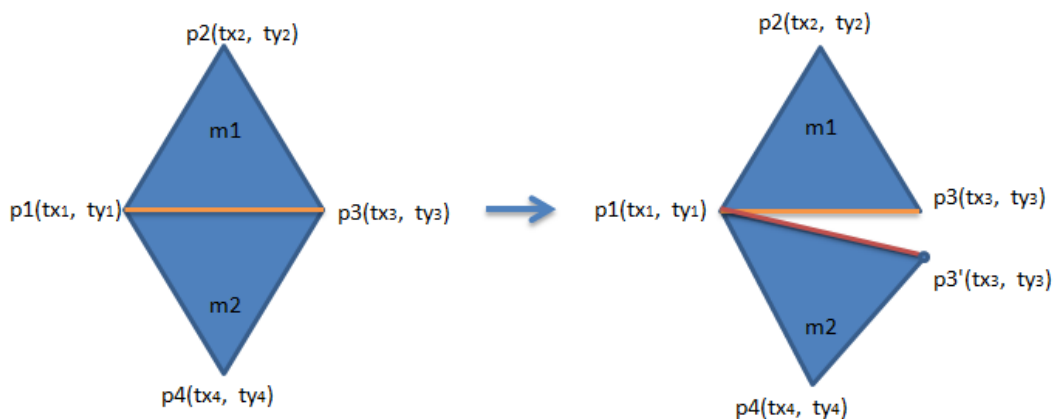 p2(tx2, ty2)
m1
p1(tx1, ty1)
p3(tx3, ty3)
m2
p4(tx4, ty4)
p2(tx2, ty2)
m1
p1(tx1, ty1)
p3(tx3, ty3)
p3'(tx3, ty3)
m2
p4(tx4, ty4)